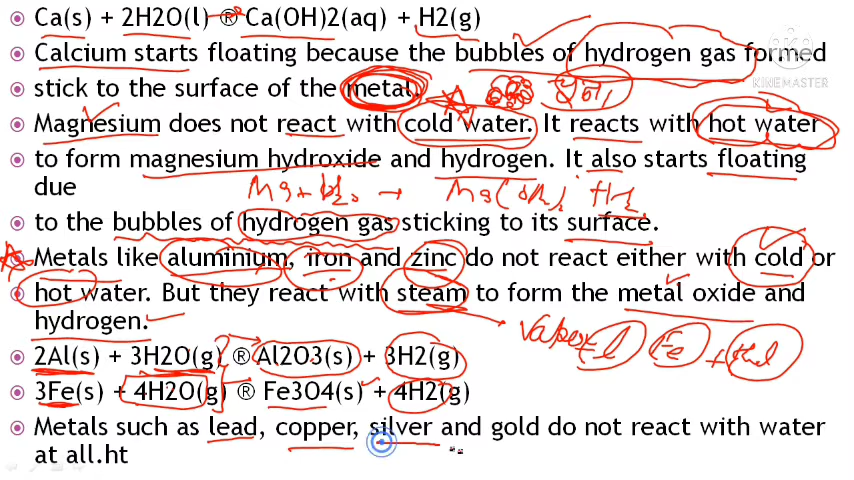 Ca(s) + 2H2O(l) ® Ca(OH)2(aq) + H2(g)
Calcium starts floating because the bubbles of hydrogen gas formed
KINEMASTER
stick to the surface of the metal.
Magnesium does not react with cold water. It reacts with hot water
to form magnesium hydroxide and hydrogen. It also starts floating
due
Mg + H2O → Mg(OH)2 + H2
to the bubbles of hydrogen gas sticking to its surface.
Metals like aluminium, iron and zinc do not react either with cold or
hot water. But they react with steam to form the metal oxide and
hydrogen.
2Al(s) + 3H2O(g) ® Al2O3(s) + 3H2(g)
3Fe(s) + 4H2O(g) ® Fe3O4(s) + 4H2(g)
Metals such as lead, copper, silver and gold do not react with water
at all.ht